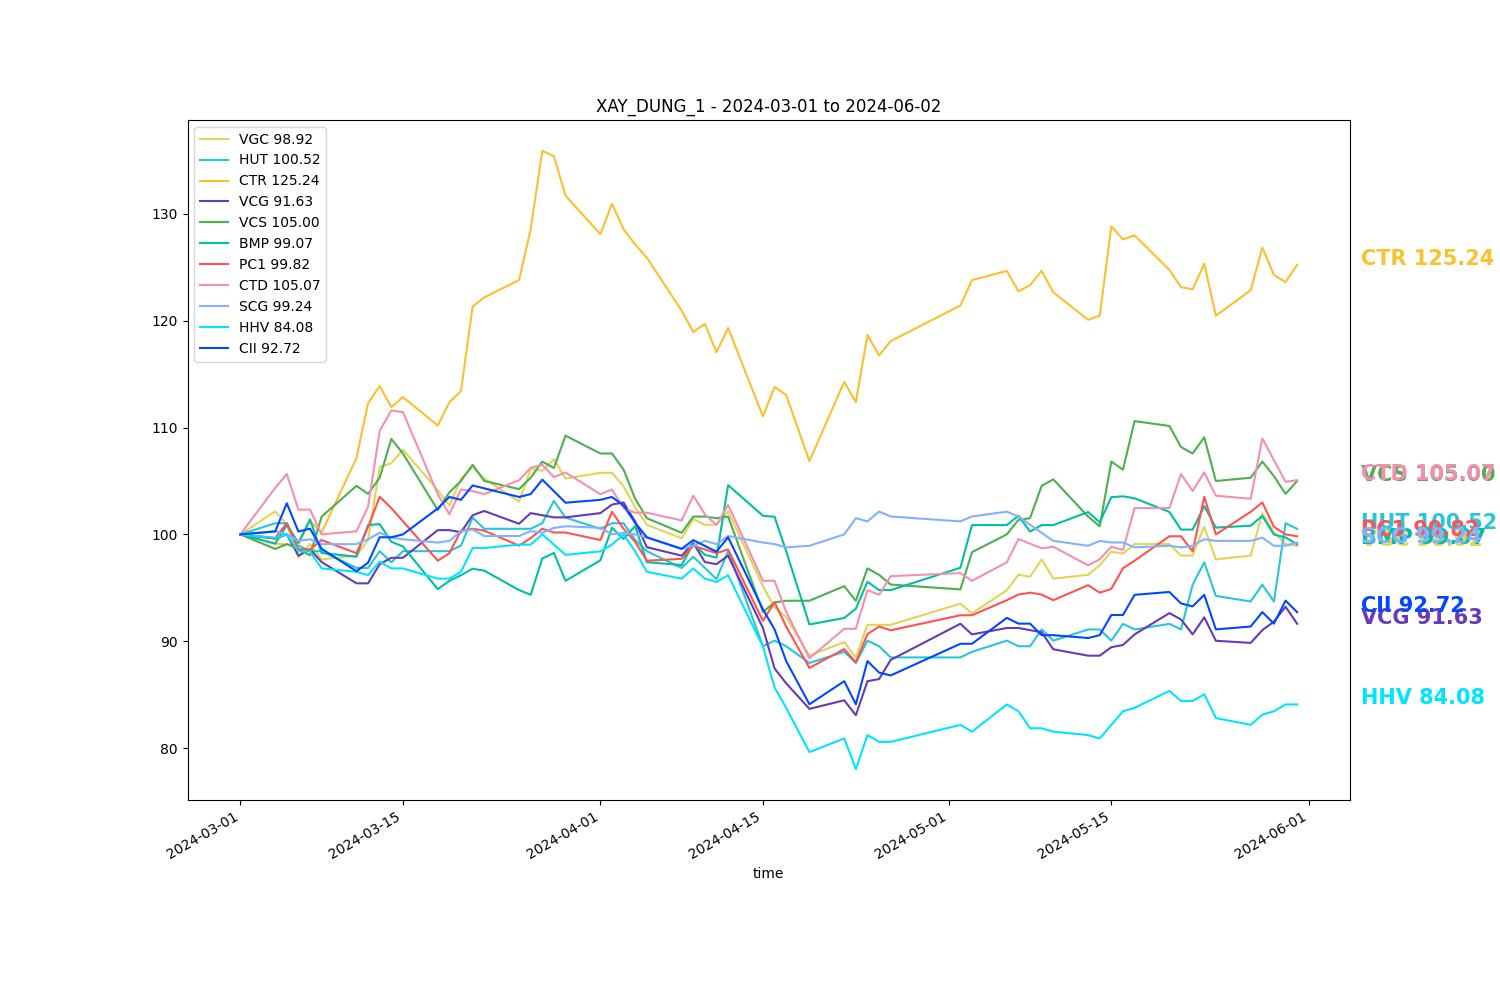 XAY_DUNG_1 - 2024-03-01 to 2024-06-02
VGC 98.92
HUT 100.52
CTR 125.24
VCG 91.63
VCS 105.00
BMP 99.07
PC1 99.82
CTD 105.07
SCG 99.24
HHV 84.08
CII 92.72
130
120
110
100
90
80
CTR 125.24
CTD 105.07
HUT 100.52
CII 92.72
VCG 91.63
HHV 84.08
2024-03-01
2024-03-15
2024-04-01
2024-04-15
2024-05-01
2024-05-15
2024-06-01
time